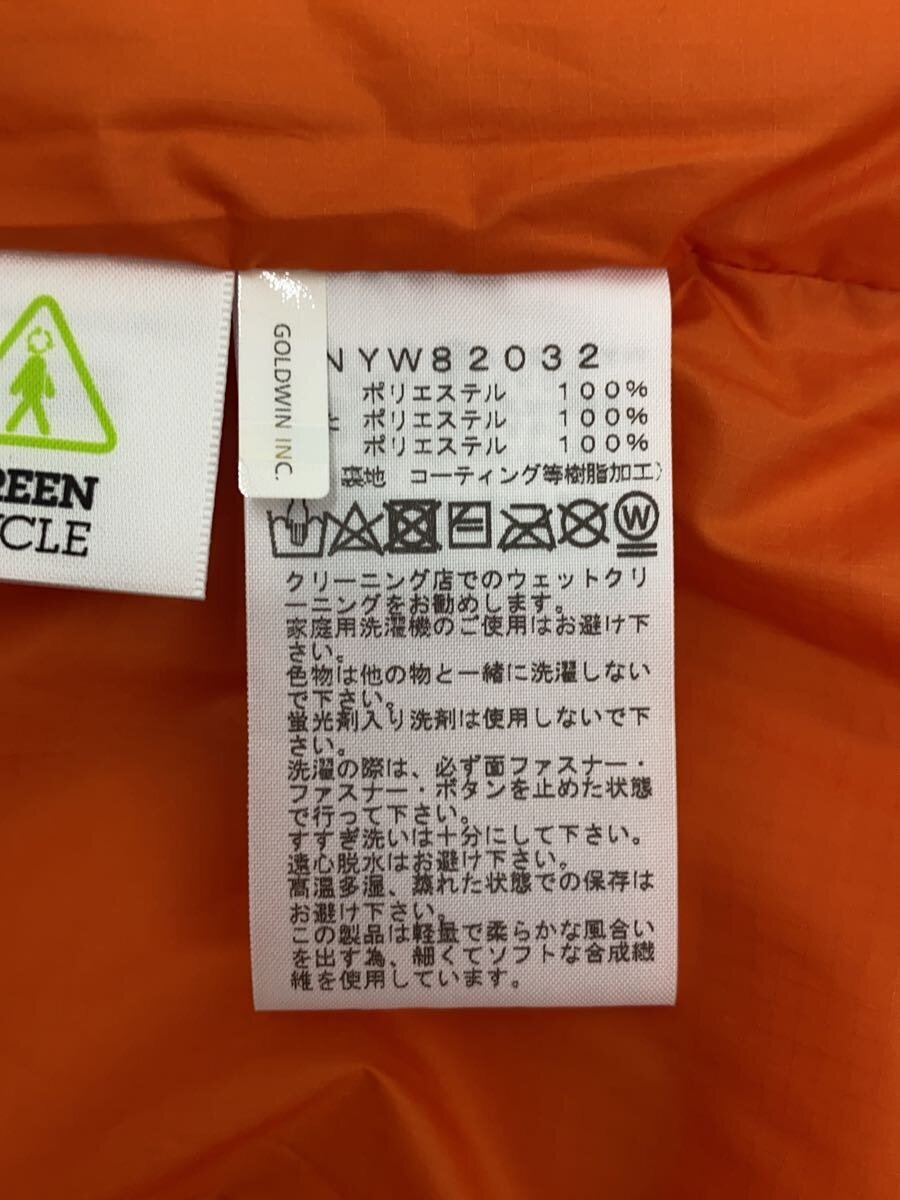 REEN
CYCLE
GOLDWIN INC.
NYW82032
ポリエステル 100%
ポリエステル 100%
ポリエステル 100%
裏地 コーティング等樹脂加工)
W
クリーニング店でのウェットクリ
ーニングをお勧めします。
家庭用洗濯機のご使用はお避け下
さい。
色物は他の物と一緒に洗濯しない
で下さい。
蛍光剤入り洗剤は使用しないで下
さい。
洗濯の際は、必ず面ファスナー・
ファスナー・ボタンを止めた状態
で行って下さい。
すすぎ洗いは十分にして下さい。
遠心脱水はお避け下さい。
高温多湿、蒸れた状態での保存は
お避け下さい。
この製品は軽量で柔らかな風合い
を出す為、細くてソフトな合成繊
維を使用しています。